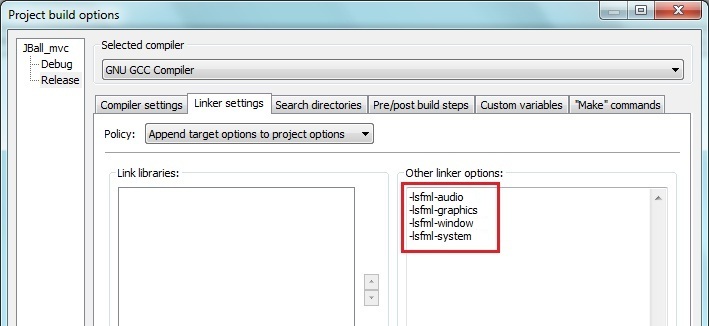 Project build options
JBall_mvc
Debug
Release
Selected compiler
GNU GCC Compiler
Compiler settings
Linker settings
Search directories
Pre/post build steps
Custom variables
"Make" commands
Policy:
Append target options to project options
Link libraries:
Other linker options:
-lsfml-audio
-lsfml-graphics
-lsfml-window
-lsfml-system